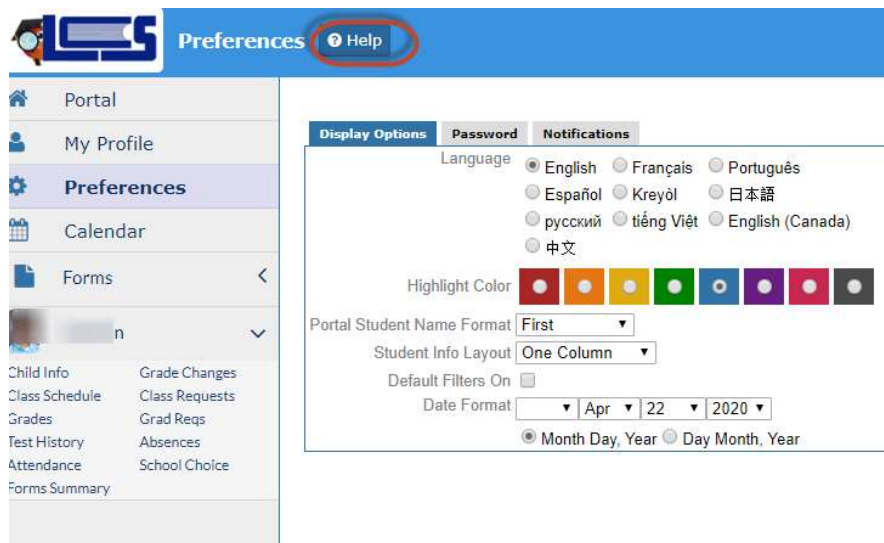 LCS
Preferences
Help
Portal
My Profile
Preferences
Calendar
Forms
n
Child Info Grade Changes
Class Schedule Class Requests
Grades Grad Reqs
Test History Absences
Attendance School Choice
Forms Summary
Display Options Password Notifications
Language English Français Português
Español Kreyòl 日本語
русский tiếng Việt English (Canada)
中文
Highlight Color
Portal Student Name Format First
Student Info Layout One Column
Default Filters On
Date Format Apr 22 2020
Month Day, Year Day Month, Year